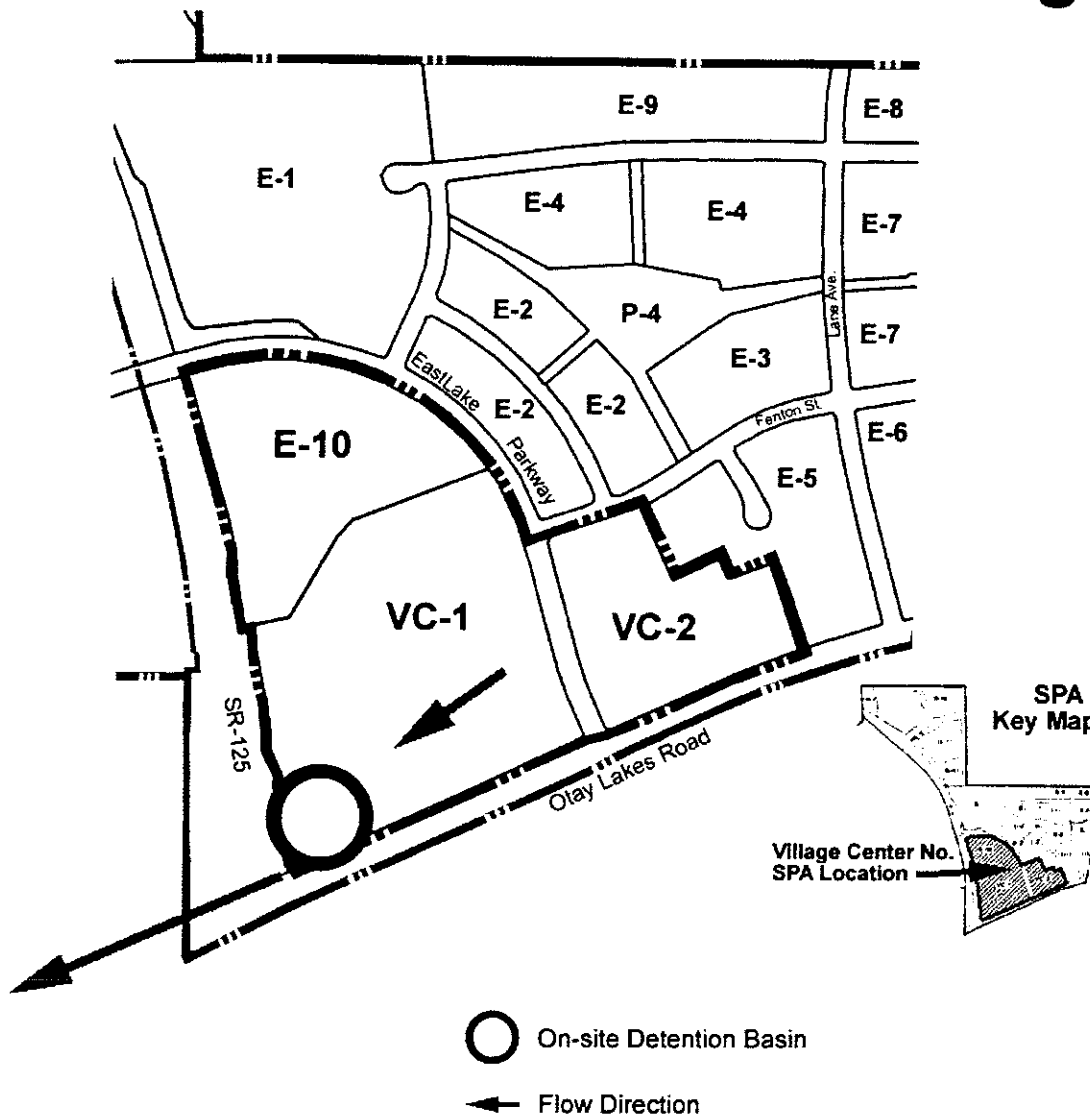 E-9
E-8
E-1
E-4
E-4
E-7
Lane Ave.
E-2
P-4
E-7
E-3
EastLake
Parkway
E-2
E-2
Fenton St.
E-6
E-10
E-5
VC-1
VC-2
SR-125
Otay Lakes Road
SPA
Key Map
Village Center No.
SPA Location
On-site Detention Basin
Flow Direction